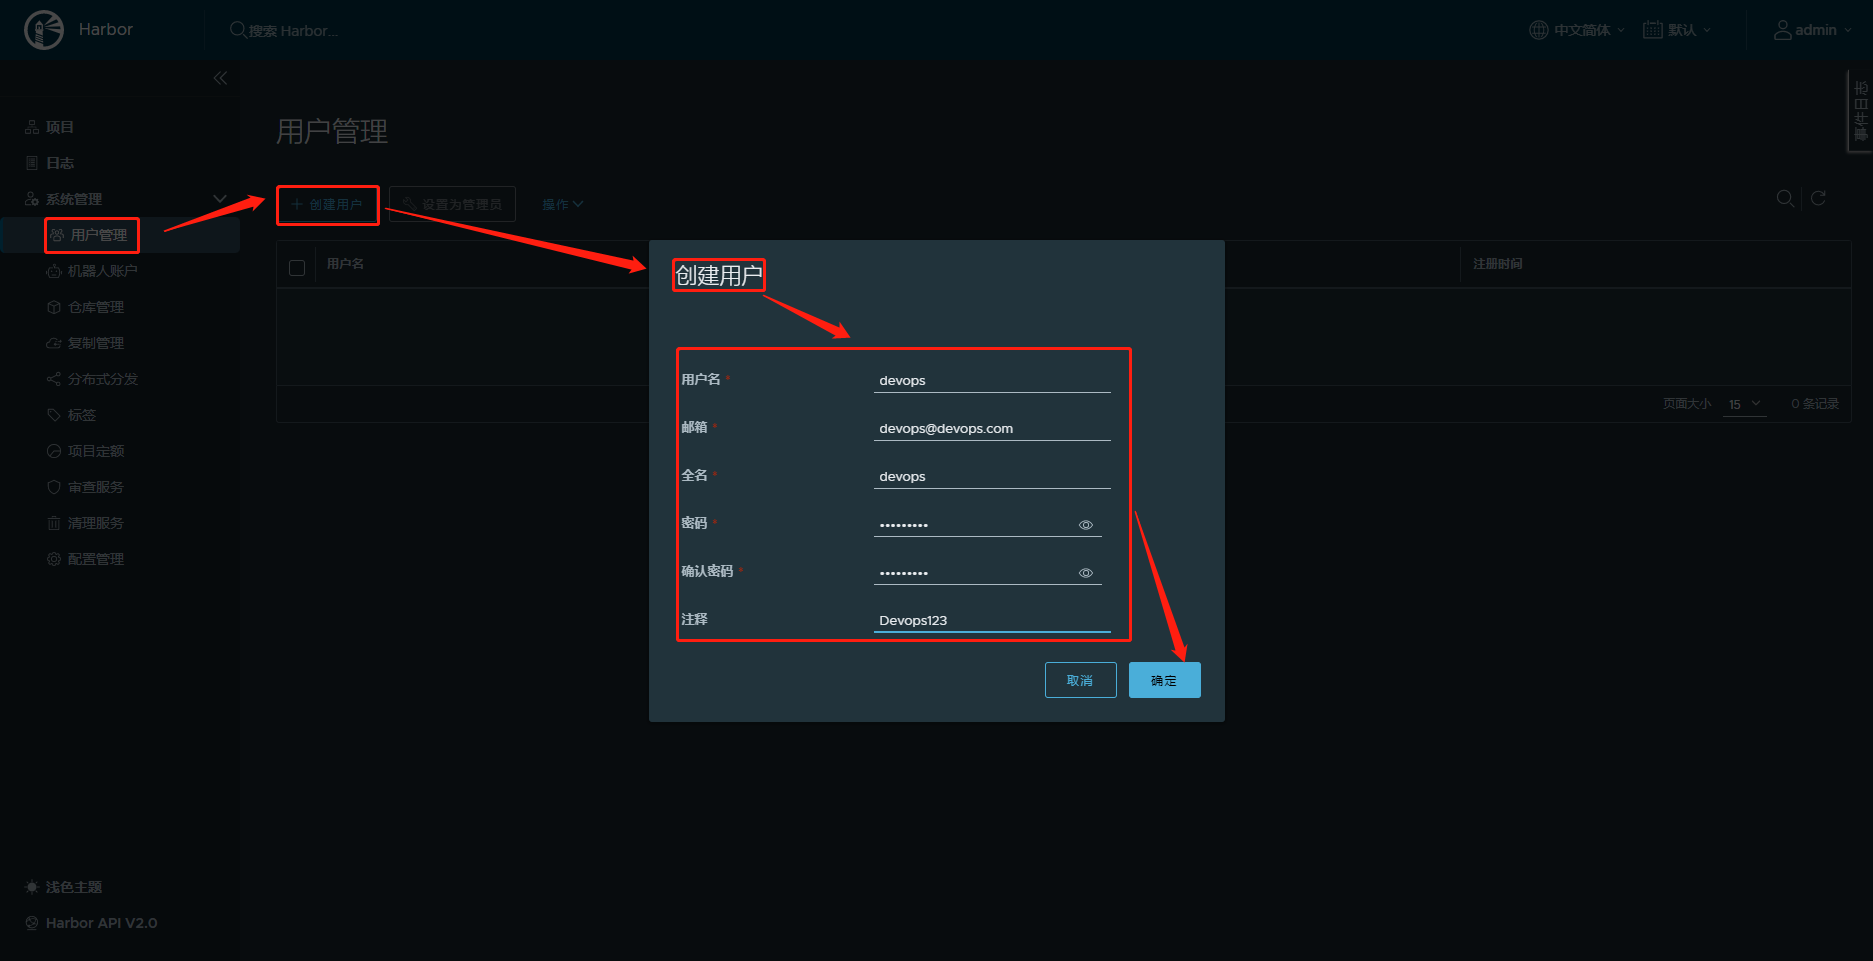 Harbor
搜索 Harbor...
中文简体
默认
admin
事件日志
项目
日志
系统管理
用户管理
机器人账户
仓库管理
复制管理
分布式分发
标签
项目定额
审查服务
清理服务
配置管理
浅色主题
Harbor API V2.0
用户管理
创建用户
设置为管理员
操作
用户名
注册时间
页面大小 15 0 条记录
创建用户
用户名 * devops
邮箱 * devops@devops.com
全名 * devops
密码 * •••••••••
确认密码 * •••••••••
注释 Devops123
取消
确定